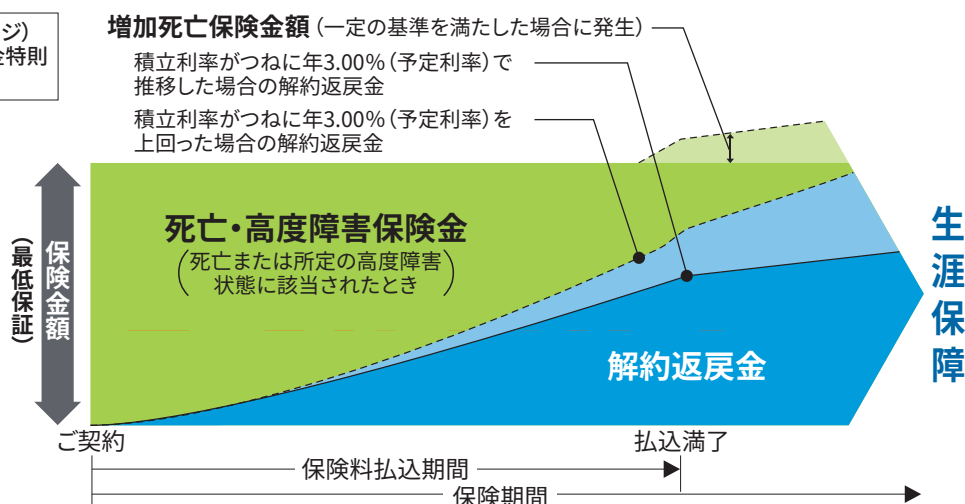 ジ)
金特則
増加死亡保険金額(一定の基準を満たした場合に発生)
積立利率がつねに年3.00%(予定利率)で
推移した場合の解約返戻金
積立利率がつねに年3.00%(予定利率)を
上回った場合の解約返戻金
死亡・高度障害保険金
(死亡または所定の高度障害
状態に該当されたとき)
保険金額
(最低保証)
解約返戻金
生涯保障
ご契約
払込満了
保険料払込期間
保険期間